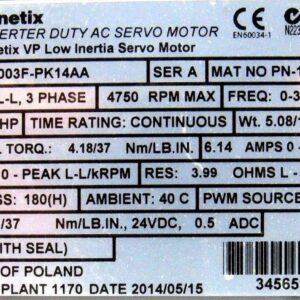 netix
ERTER DUTY AC SERVO MOTOR
etix VP Low Inertia Servo Motor
CE
EN60034-1
N223
003F-PK14AA
SER A
MAT NO PN-1
L-L, 3 PHASE
4750 RPM MAX
FREQ: 0-3
HP
TIME RATING: CONTINUOUS
Wt. 5.08/1
TORQ.: 4.18/37
Nm/LB.IN.
6.14 AMPS 0 -
0 - PEAK L-L/kRPM
RES: 3.99 OHMS L -
SS: 180(H)
AMBIENT: 40 C
PWM SOURCE
/37 Nm/LB.IN., 24VDC, 0.5 ADC
ITH SEAL)
OF POLAND
PLANT 1170 DATE 2014/05/15
34565